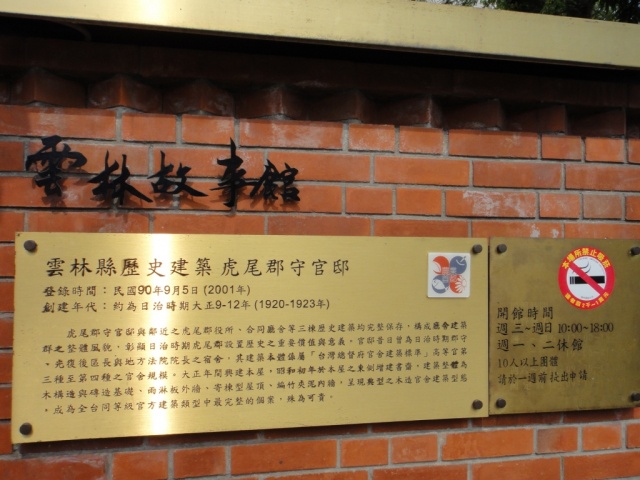 雲林故事館
雲林縣歷史建築 虎尾郡守官邸
登錄時間：民國90年9月5日(2001年)
創建年代：約為日治時期大正9-12年(1920-1923年)
虎尾郡守官邸與鄰近之虎尾郡役所、合同廳舍等三棟歷史建築均完整保存，構成廳舍建築
群之整體風貌，彰顯日治時期虎尾郡設置歷史之重要價值與意義。官邸昔日曾為日治時期郡守
、光復後區長與地方法院院長之宿舍，其建築本體係屬「台灣總督府官舍建築標準」高等官第
三種至第四種之官舍規模。大正年間興建本屋，昭和初年於本屋之東側增建書齋，建築整體為
木構造與磚造基礎、雨淋板外牆、寄棟型屋頂、編竹夾泥內牆，呈現典型之木造官舍建築型態
，成為全台同等級官方建築類型中最完整的個案，殊為可貴。
本場所禁止吸菸
開館時間
週三~週日 10:00~18:00
週一、二休館
10人以上團體
請於一週前提出申請.